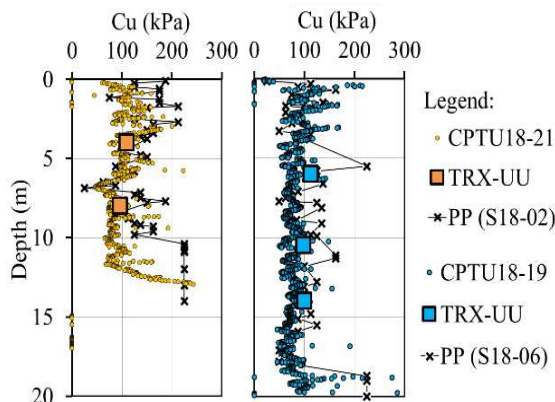 Cu (kPa) Cu (kPa)
0 100 200 300 0 100 200 300
0
5
10
15
20
Depth (m)
Legend:
CPTU18-21
TRX-UU
PP (S18-02)
CPTU18-19
TRX-UU
PP (S18-06)